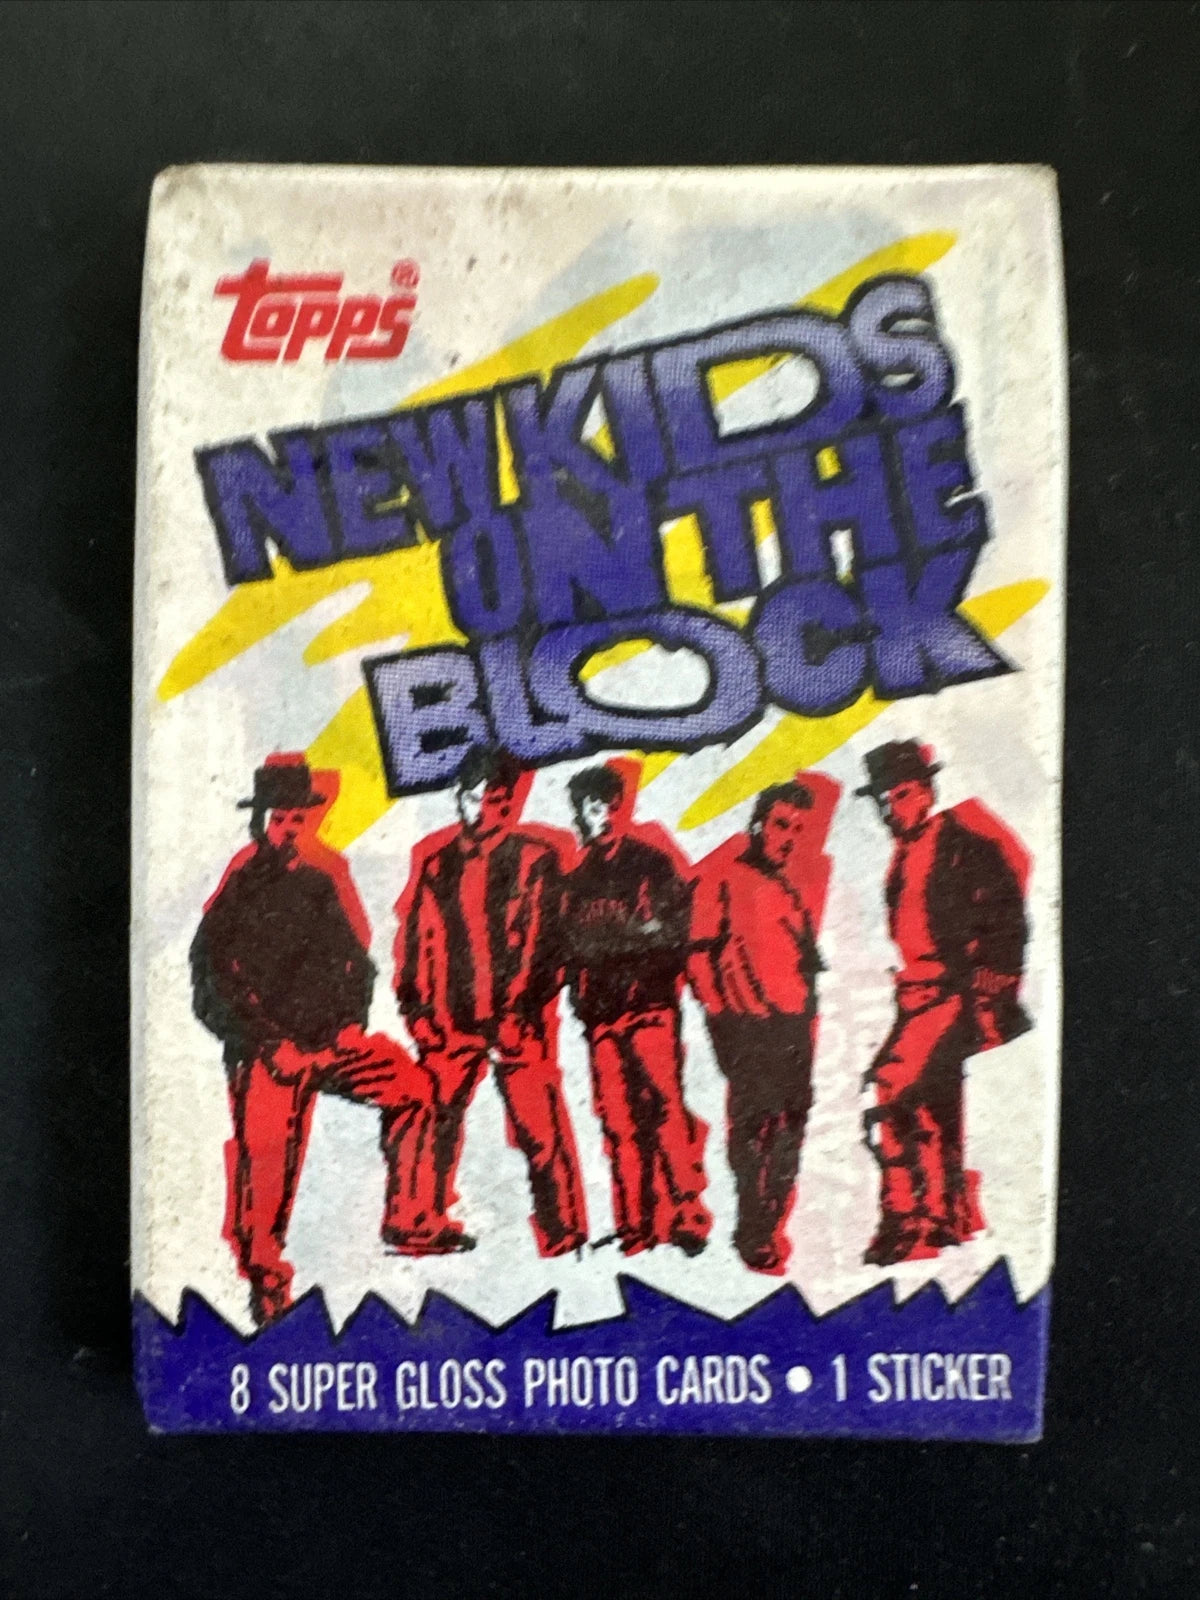 Topps®
NEW KIDS
ON THE
BLOCK
8 SUPER GLOSS PHOTO CARDS • 1 STICKER